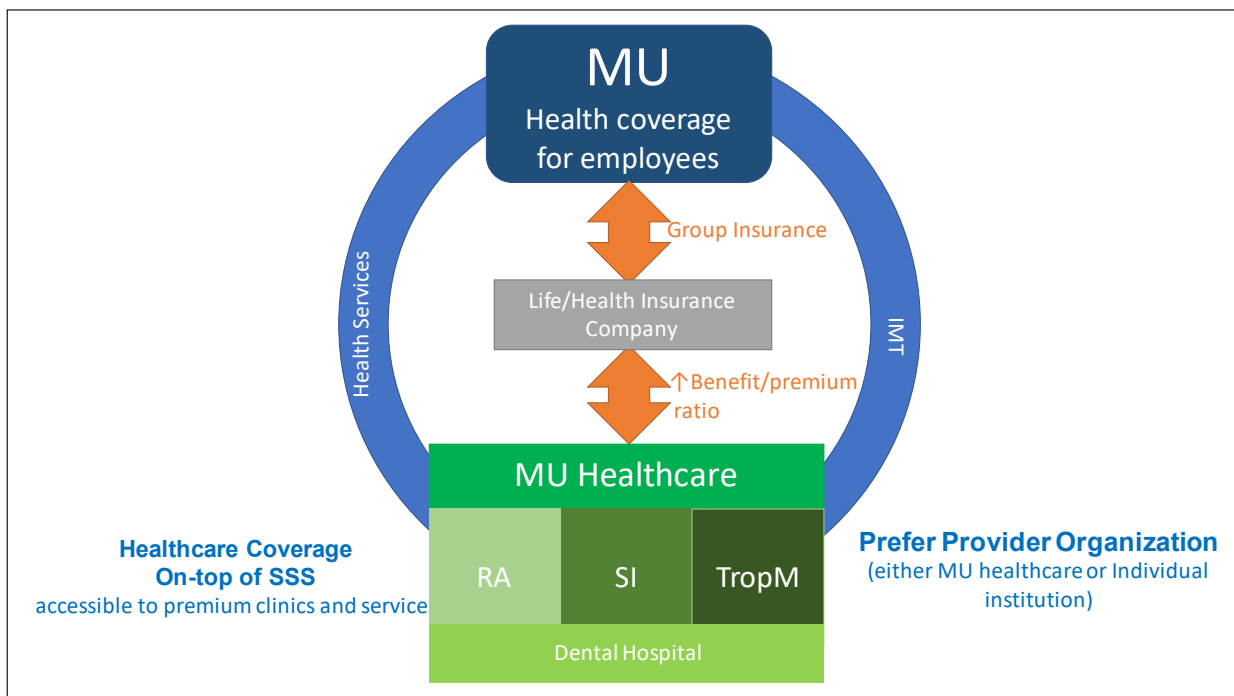 MU
Health coverage
for employees
Group Insurance
Life/Health Insurance
Company
Health Services
IMT
↑Benefit/premium
ratio
MU Healthcare
RA
SI
TropM
Dental Hospital
Healthcare Coverage
On-top of SSS
accessible to premium clinics and service
Prefer Provider Organization
(either MU healthcare or Individual
institution)